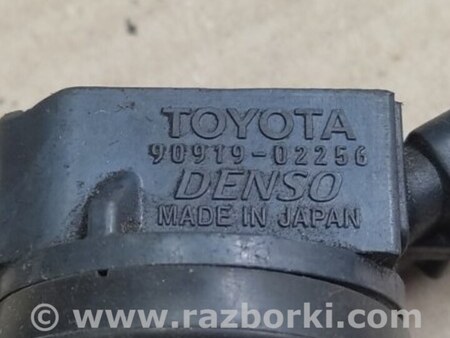 TOYOTA
90919-02256
DENSO
MADE IN JAPAN
© www.razborki.com